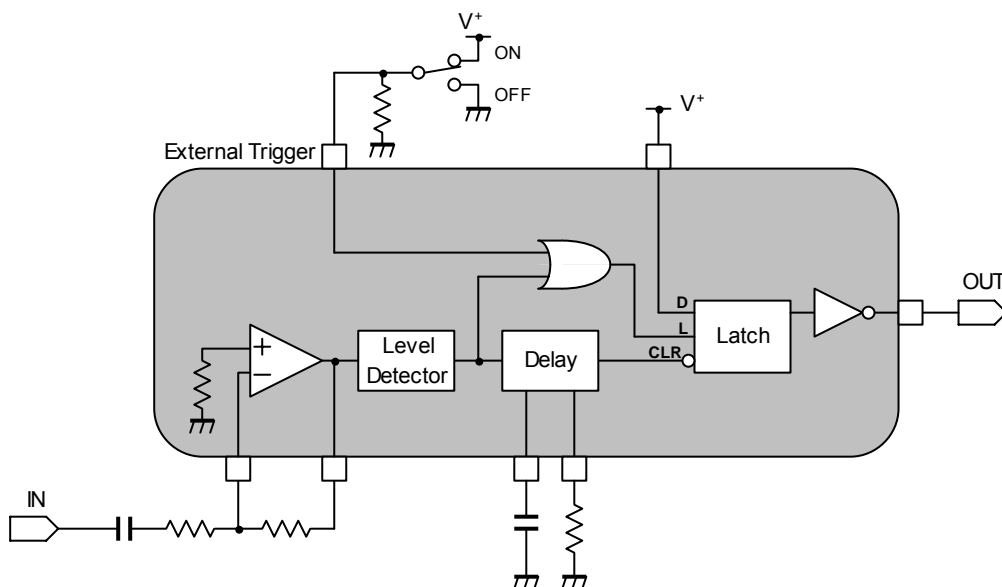 V+
ON
OFF
V+
External Trigger
OUT
D
L
CLR
Latch
Level
Detector
Delay
IN